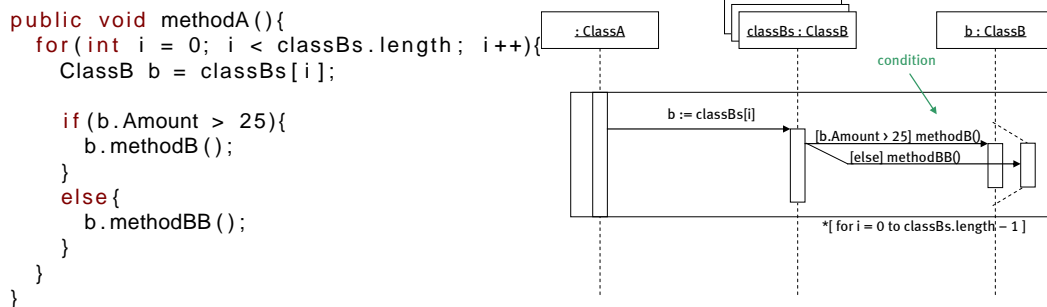 public void methodA(){
for(int i = 0; i < classBs.length; i++){
ClassB b = classBs[i];
if(b.Amount > 25){
b.methodB();
}
else{
b.methodBB();
}
}
}
: ClassA
classBs : ClassB
b : ClassB
condition
b := classBs[i]
[b.Amount > 25] methodB()
[else] methodBB()
*[ for i = 0 to classBs.length – 1 ]